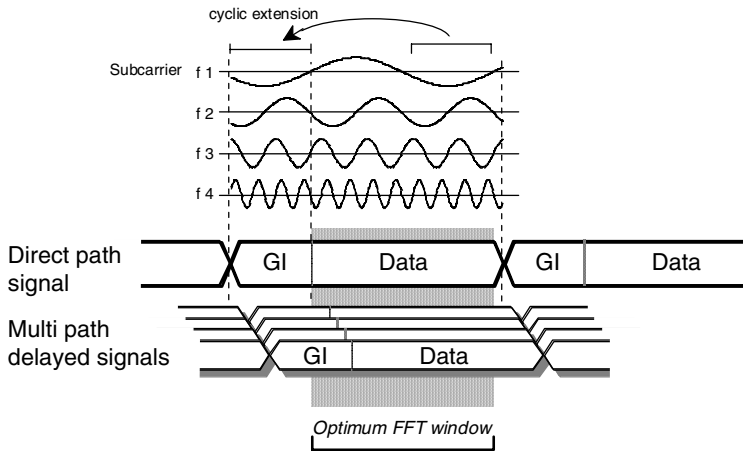 cyclic extension
Subcarrier f 1
f 2
f 3
f 4
Direct path
signal
GI Data GI Data
Multi path
delayed signals
GI Data
Optimum FFT window